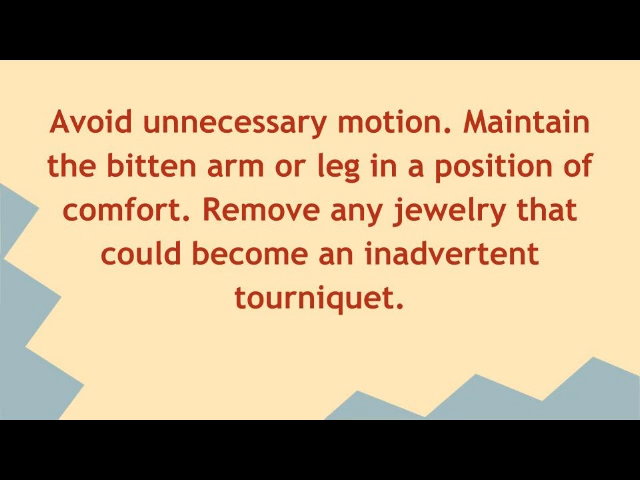 Avoid unnecessary motion. Maintain
the bitten arm or leg in a position of
comfort. Remove any jewelry that
could become an inadvertent
tourniquet.